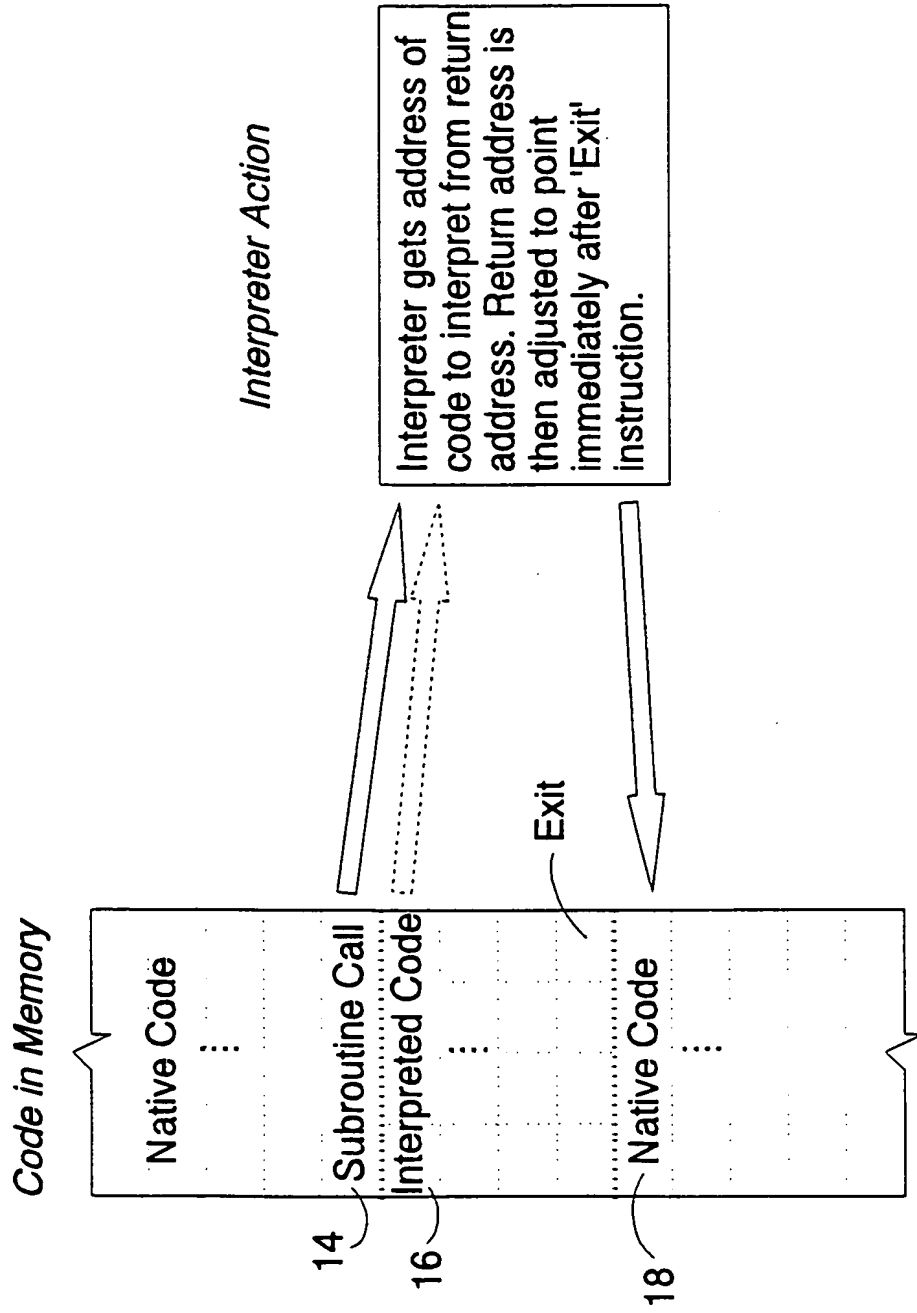 Code in Memory
Interpreter Action
Native Code
14
Subroutine Call
16
Interpreted Code
Exit
18
Native Code
Interpreter gets address of
code to interpret from return
address. Return address is
then adjusted to point
immediately after 'Exit'
instruction.